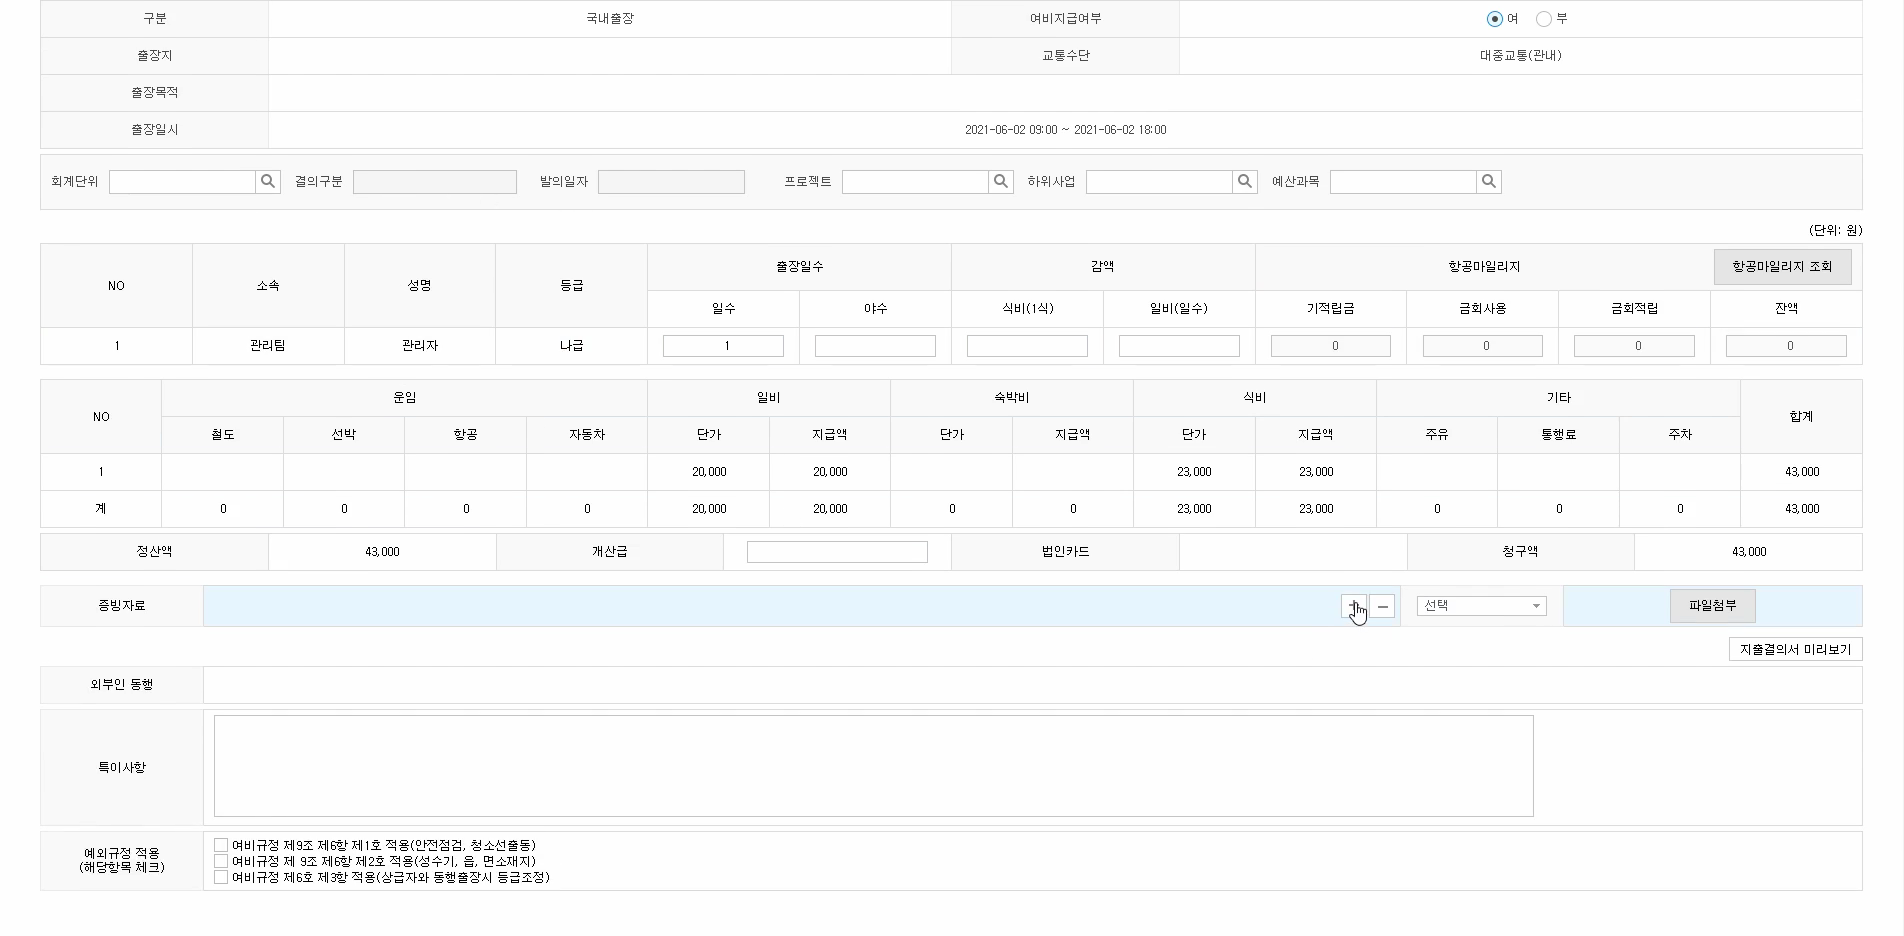 구분 국내출장 여비지급여부 여 부
출장지 교통수단 대중교통(관내)
출장목적
출장일시 2021-06-02 09:00 ~ 2021-06-02 18:00
회계단위 결의구분 발의일자 프로젝트 하위사업 예산과목
(단위: 원)
NO 소속 성명 등급 출장일수 감액 항공마일리지 항공마일리지 조회
일수 야수 식비(1식) 일비(일수) 기적립금 금회사용 금회적립 잔액
1 관리팀 관리자 나급 1 0 0 0 0
NO 운임 일비 숙박비 식비 기타 합계
철도 선박 항공 자동차 단가 지급액 단가 지급액 단가 지급액 주유 통행료 주차
1 20,000 20,000 23,000 23,000 43,000
계 0 0 0 0 20,000 20,000 0 0 23,000 23,000 0 0 0 43,000
정산액 43,000 개산급 법인카드 청구액 43,000
증빙자료 선택 파일첨부
지출결의서 미리보기
외부인 동행
특이사항
예외규정 적용
(해당항목 체크)
여비규정 제9조 제6항 제1호 적용(안전점검, 청소선출동)
여비규정 제 9조 제6항 제2호 적용(성수기, 읍, 면소재지)
여비규정 제6호 제3항 적용(상급자와 동행출장시 등급조정)